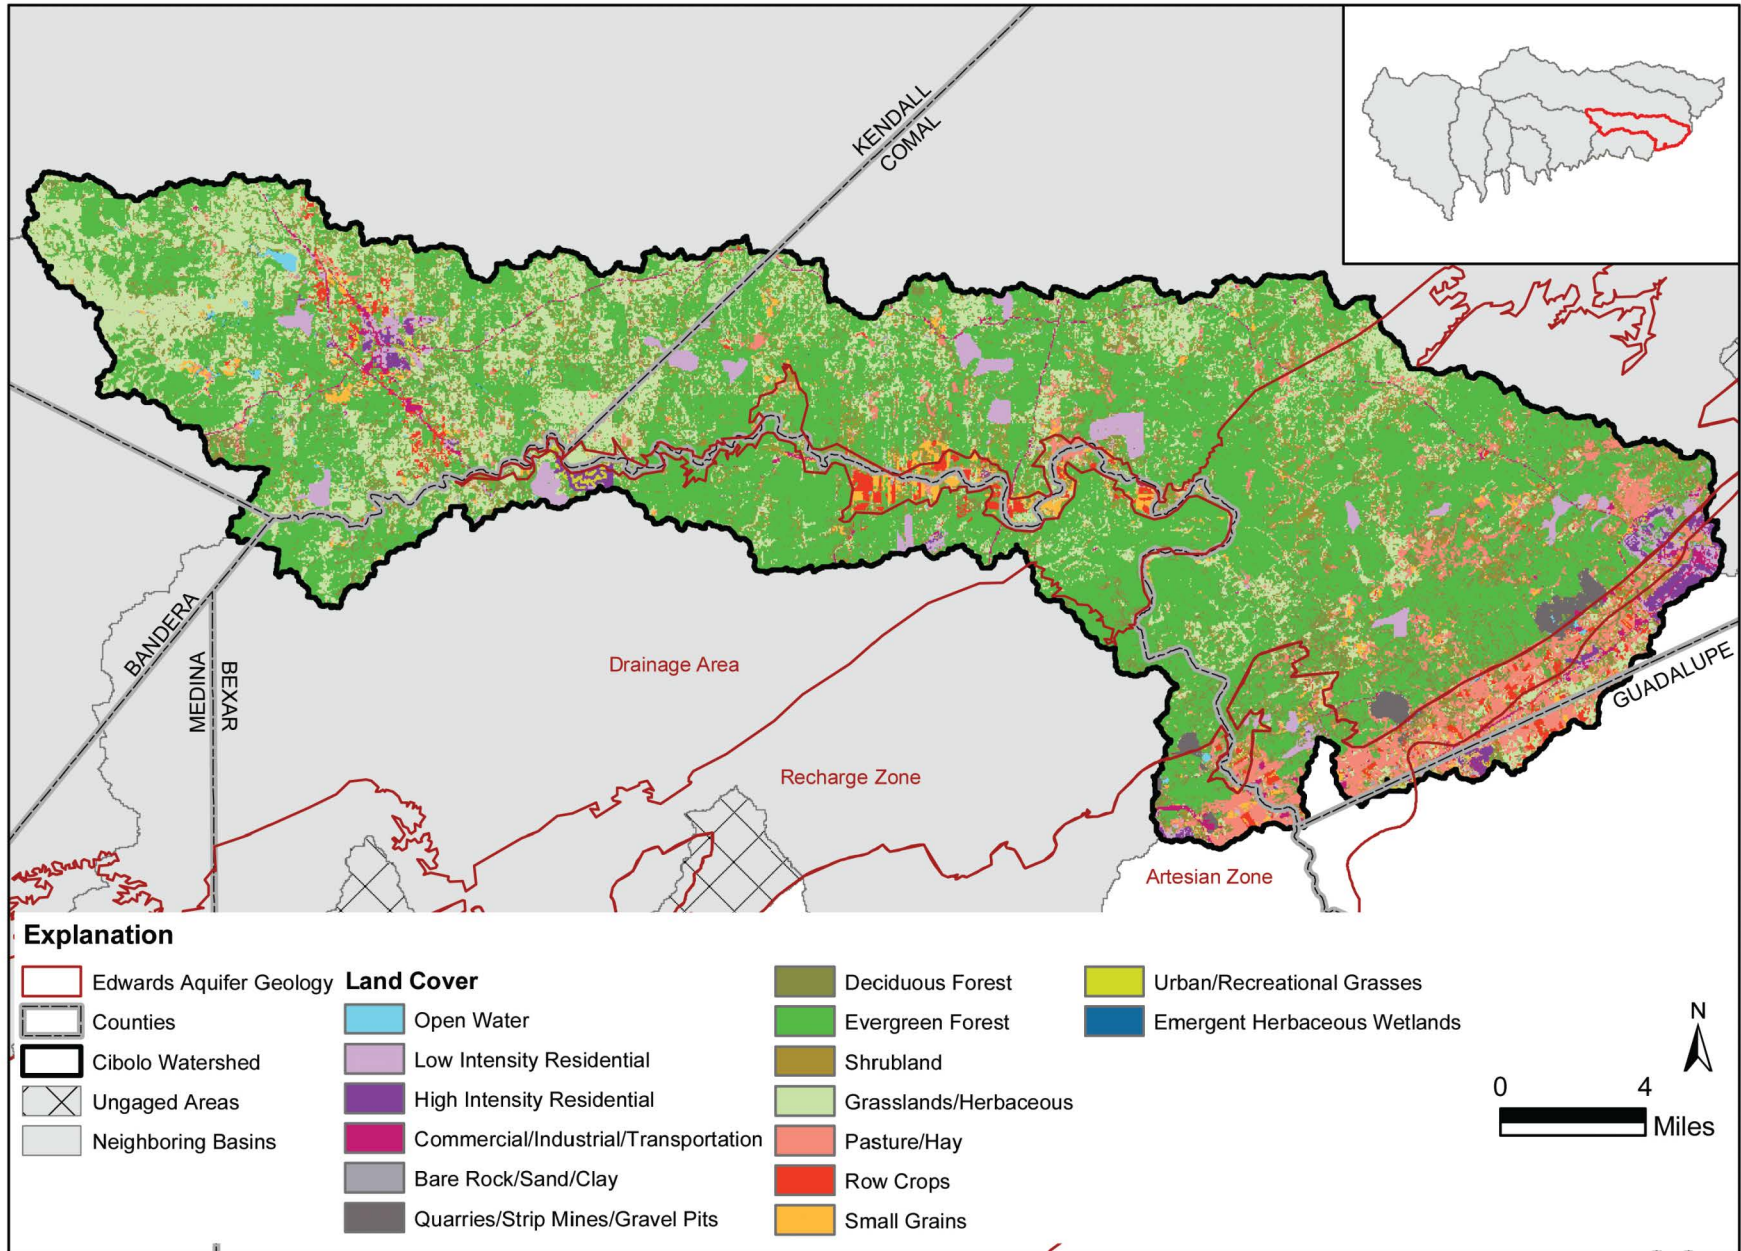 KENDALL
COMAL
BANDERA
MEDINA
BEXAR
GUADALUPE
Drainage Area
Recharge Zone
Artesian Zone
Explanation
Edwards Aquifer Geology
Counties
Cibolo Watershed
Ungaged Areas
Neighboring Basins
Land Cover
Open Water
Low Intensity Residential
High Intensity Residential
Commercial/Industrial/Transportation
Bare Rock/Sand/Clay
Quarries/Strip Mines/Gravel Pits
Deciduous Forest
Evergreen Forest
Shrubland
Grasslands/Herbaceous
Pasture/Hay
Row Crops
Small Grains
Urban/Recreational Grasses
Emergent Herbaceous Wetlands
N
0 4
Miles